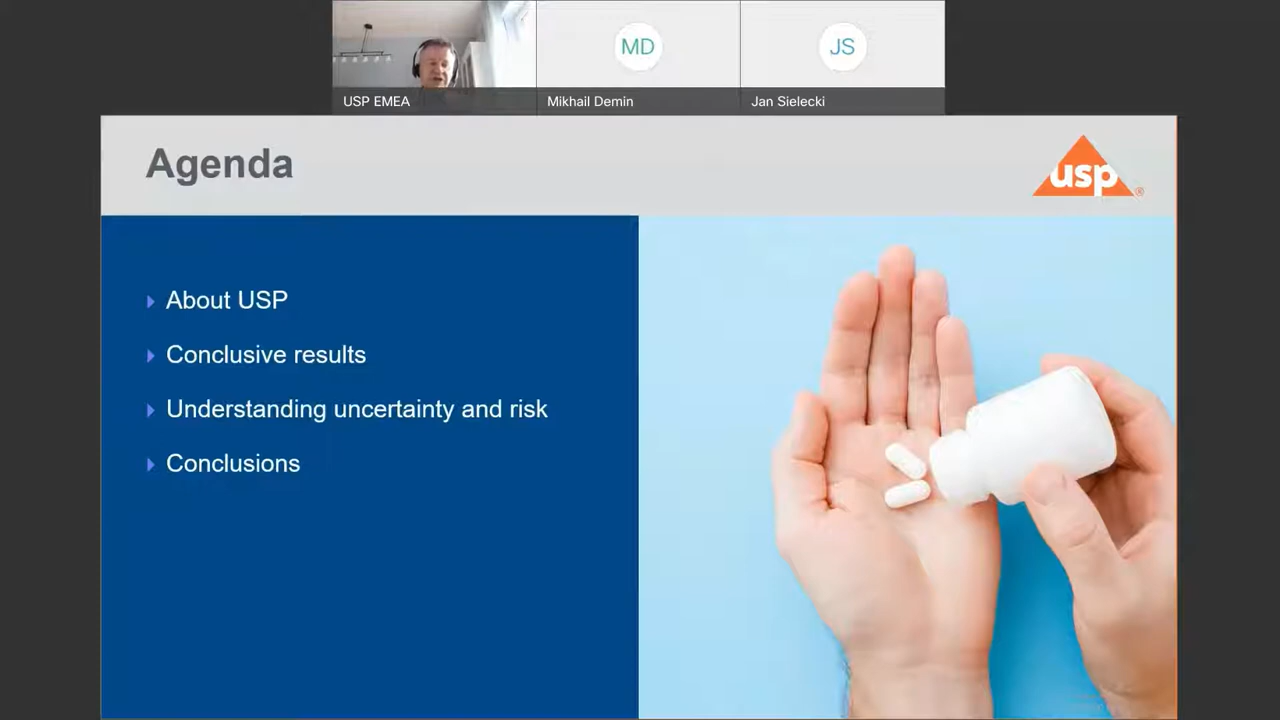 MD
JS
USP EMEA
Mikhail Demin
Jan Sielecki
Agenda
usp®
About USP
Conclusive results
Understanding uncertainty and risk
Conclusions